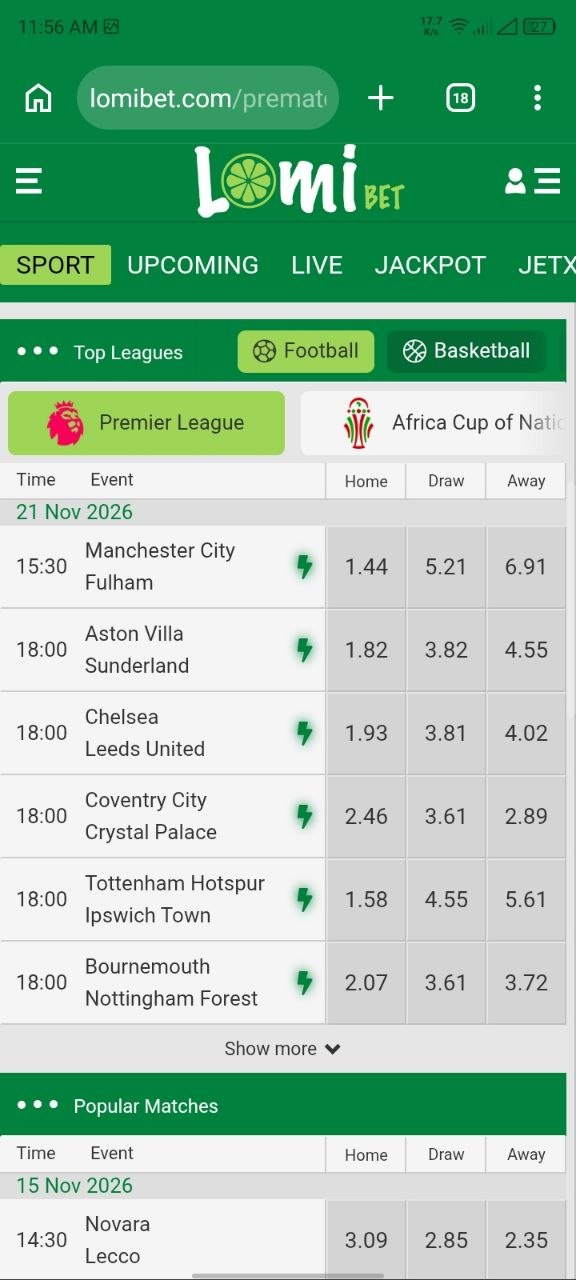 11:56 AM
17.7
K/s
27
lomibet.com/premat
18
Lomi BET
SPORT UPCOMING LIVE JACKPOT JETX
Top Leagues Football Basketball
Premier League Africa Cup of Natio
Time Event Home Draw Away
21 Nov 2026
15:30 Manchester City
Fulham 1.44 5.21 6.91
18:00 Aston Villa
Sunderland 1.82 3.82 4.55
18:00 Chelsea
Leeds United 1.93 3.81 4.02
18:00 Coventry City
Crystal Palace 2.46 3.61 2.89
18:00 Tottenham Hotspur
Ipswich Town 1.58 4.55 5.61
18:00 Bournemouth
Nottingham Forest 2.07 3.61 3.72
Show more
Popular Matches
Time Event Home Draw Away
15 Nov 2026
14:30 Novara
Lecco 3.09 2.85 2.35